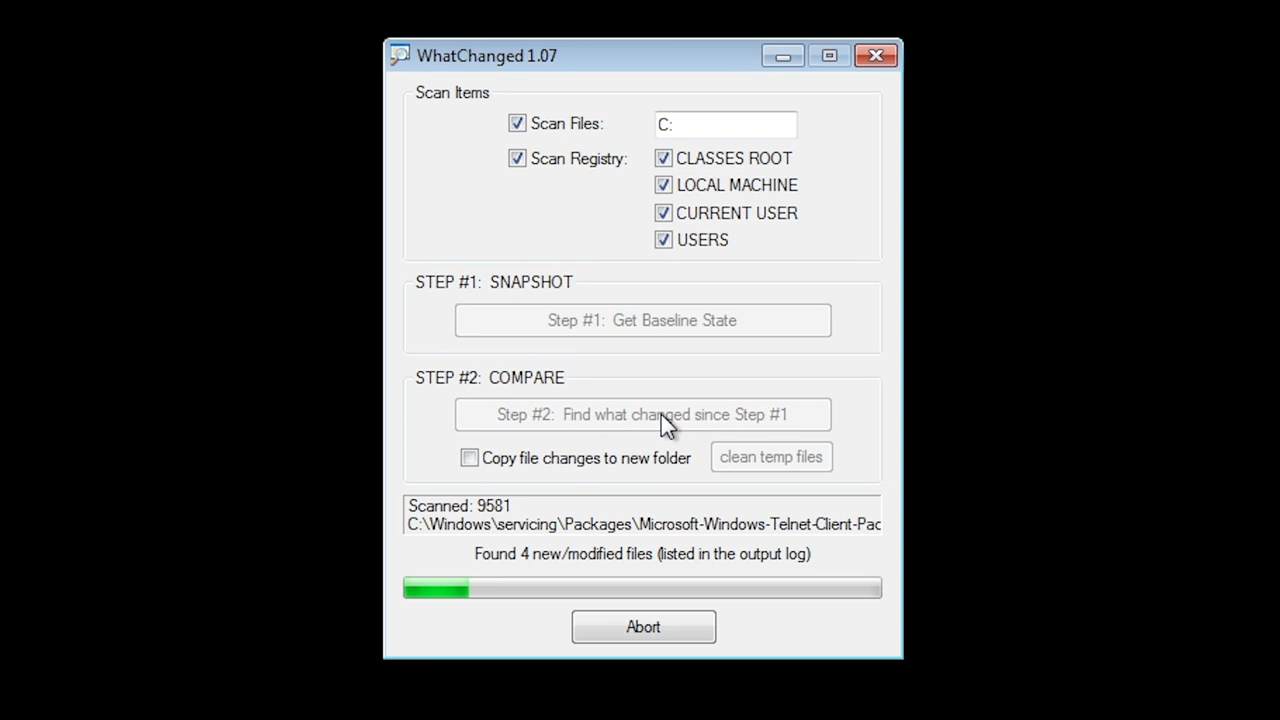 WhatChanged 1.07
Scan Items
Scan Files: C:
Scan Registry: CLASSES ROOT
LOCAL MACHINE
CURRENT USER
USERS
STEP #1: SNAPSHOT
Step #1: Get Baseline State
STEP #2: COMPARE
Step #2: Find what changed since Step #1
Copy file changes to new folder clean temp files
Scanned: 9581
C:\Windows\servicing\Packages\Microsoft-Windows-Telnet-Client-Pac
Found 4 new/modified files (listed in the output log)
Abort